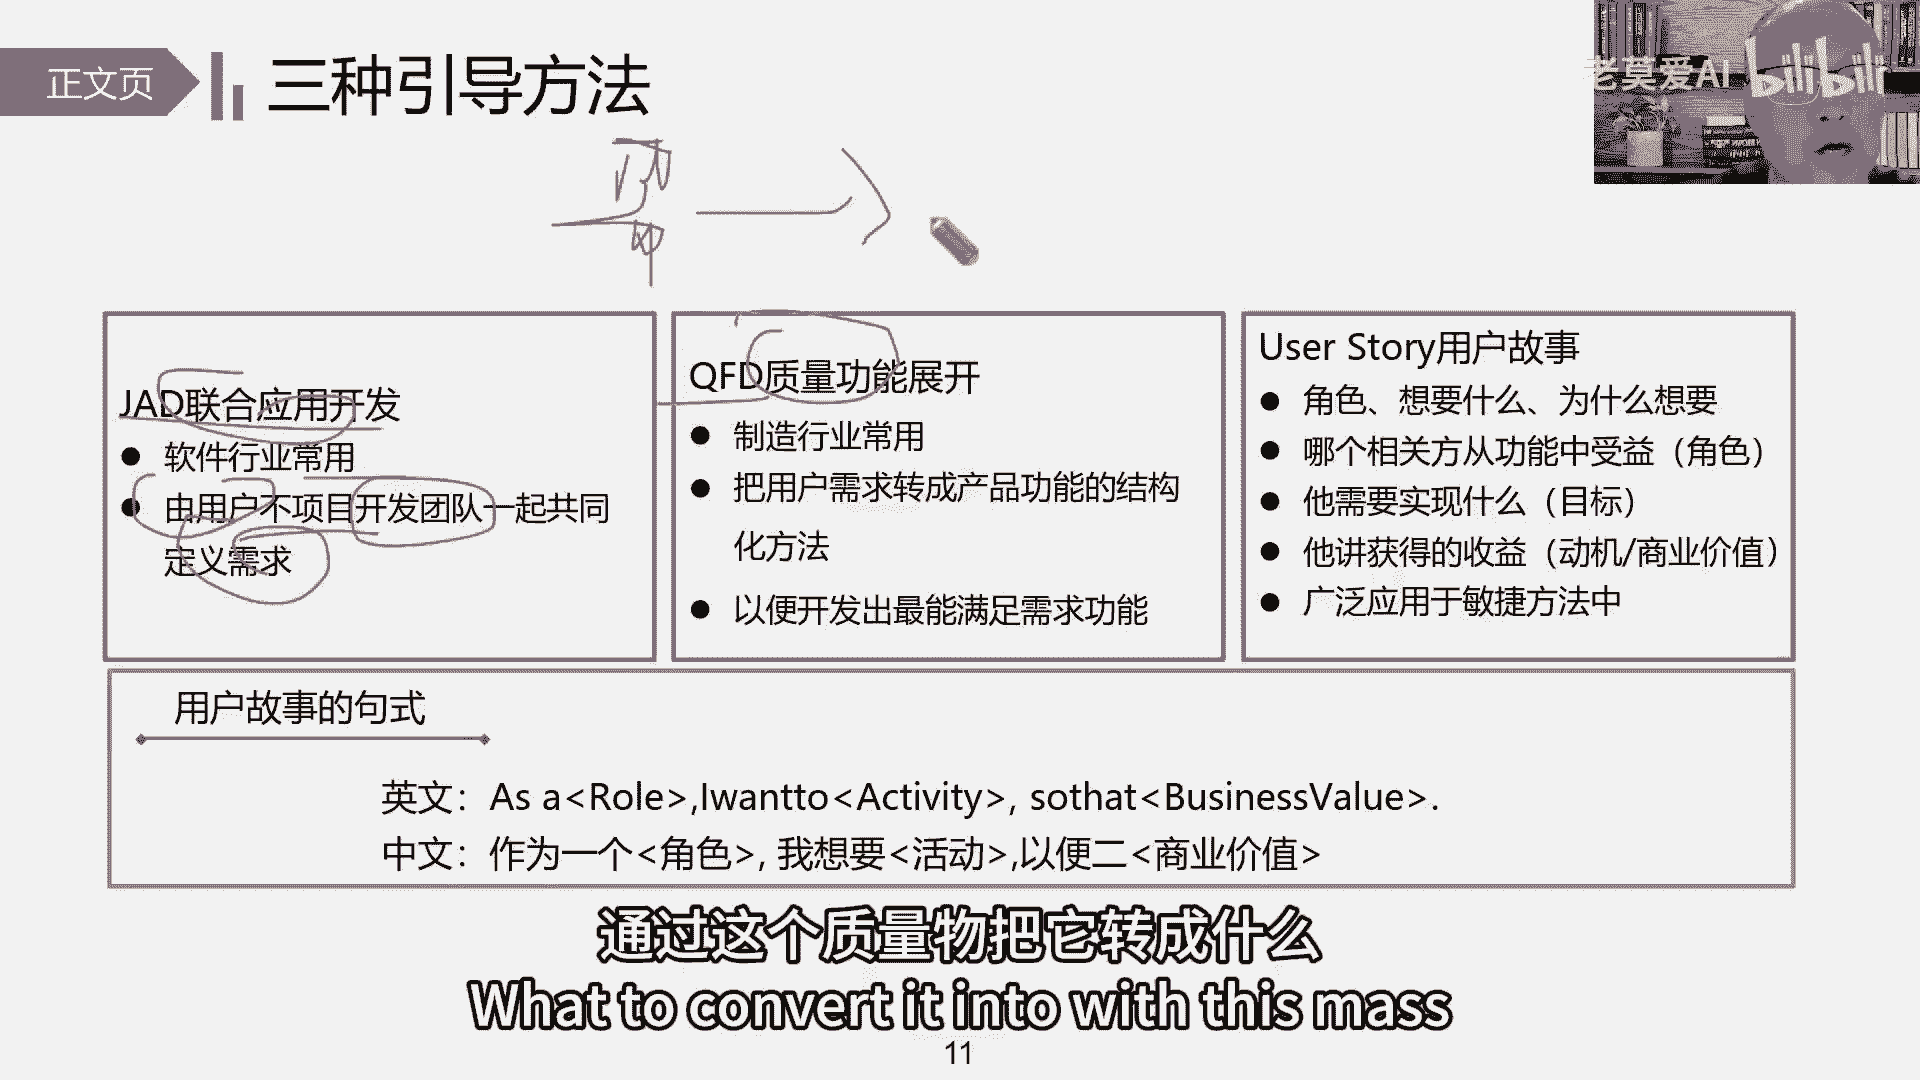 正文页
三种引导方法
老莫爱AI
bilibili
JAD联合应用开发
● 软件行业常用
● 由用户不项目开发团队一起共同
定义需求
QFD质量功能展开
● 制造行业常用
● 把用户需求转成产品功能的结构
化方法
● 以便开发出最能满足需求功能
User Story用户故事
● 角色、想要什么、为什么想要
● 哪个相关方从功能中受益（角色）
● 他需要实现什么（目标）
● 他讲获得的收益（动机/商业价值）
● 广泛应用于敏捷方法中
用户故事的句式
英文：As a<Role>,Iwantto<Activity>, sothat<BusinessValue>.
中文：作为一个<角色>, 我想要<活动>,以便二<商业价值>
通过这个质量物把它转成什么
What to convert it into with this mass
11